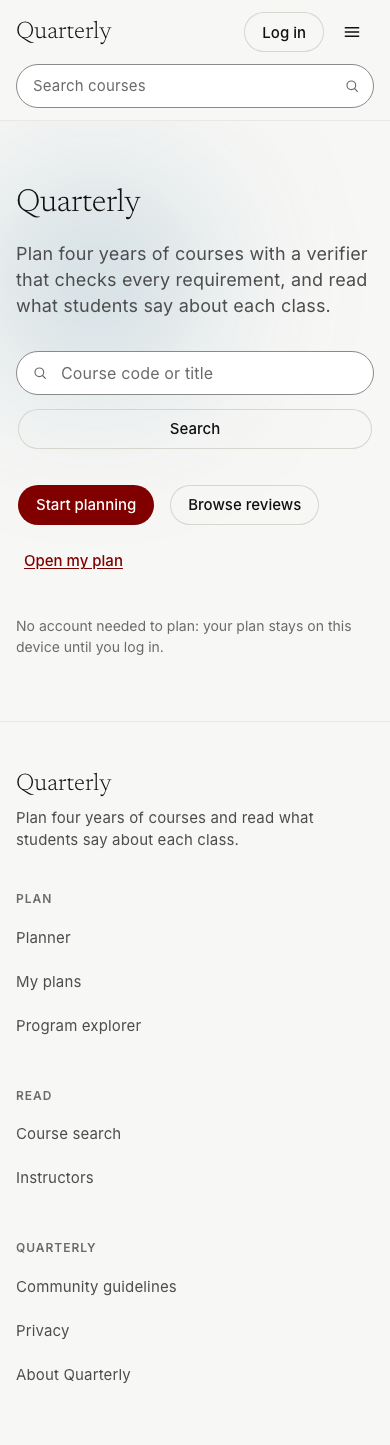 Quarterly
Log in
Search courses
Quarterly
Plan four years of courses with a verifier
that checks every requirement, and read
what students say about each class.
Course code or title
Search
Start planning
Browse reviews
Open my plan
No account needed to plan: your plan stays on this
device until you log in.
Quarterly
Plan four years of courses and read what
students say about each class.
PLAN
Planner
My plans
Program explorer
READ
Course search
Instructors
QUARTERLY
Community guidelines
Privacy
About Quarterly